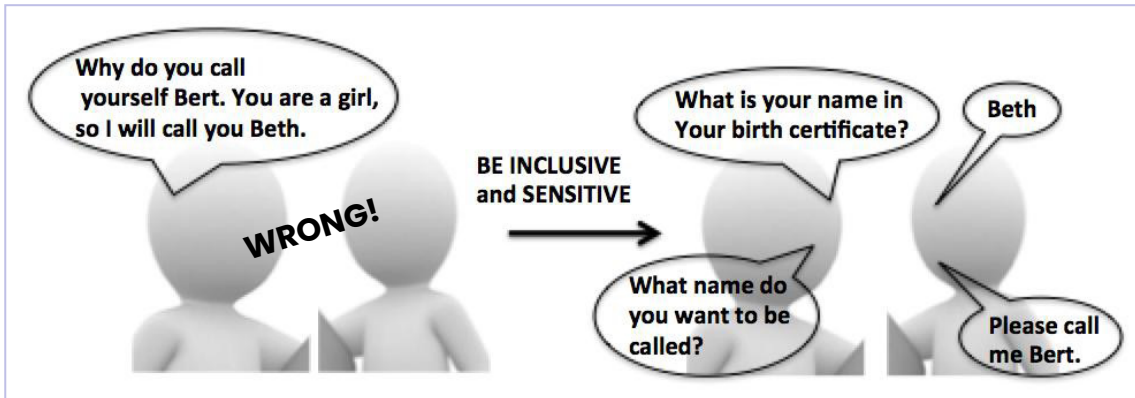 Why do you call
yourself Bert. You are a girl,
so I will call you Beth.
WRONG!
BE INCLUSIVE
and SENSITIVE
What is your name in
Your birth certificate?
Beth
What name do
you want to be
called?
Please call
me Bert.